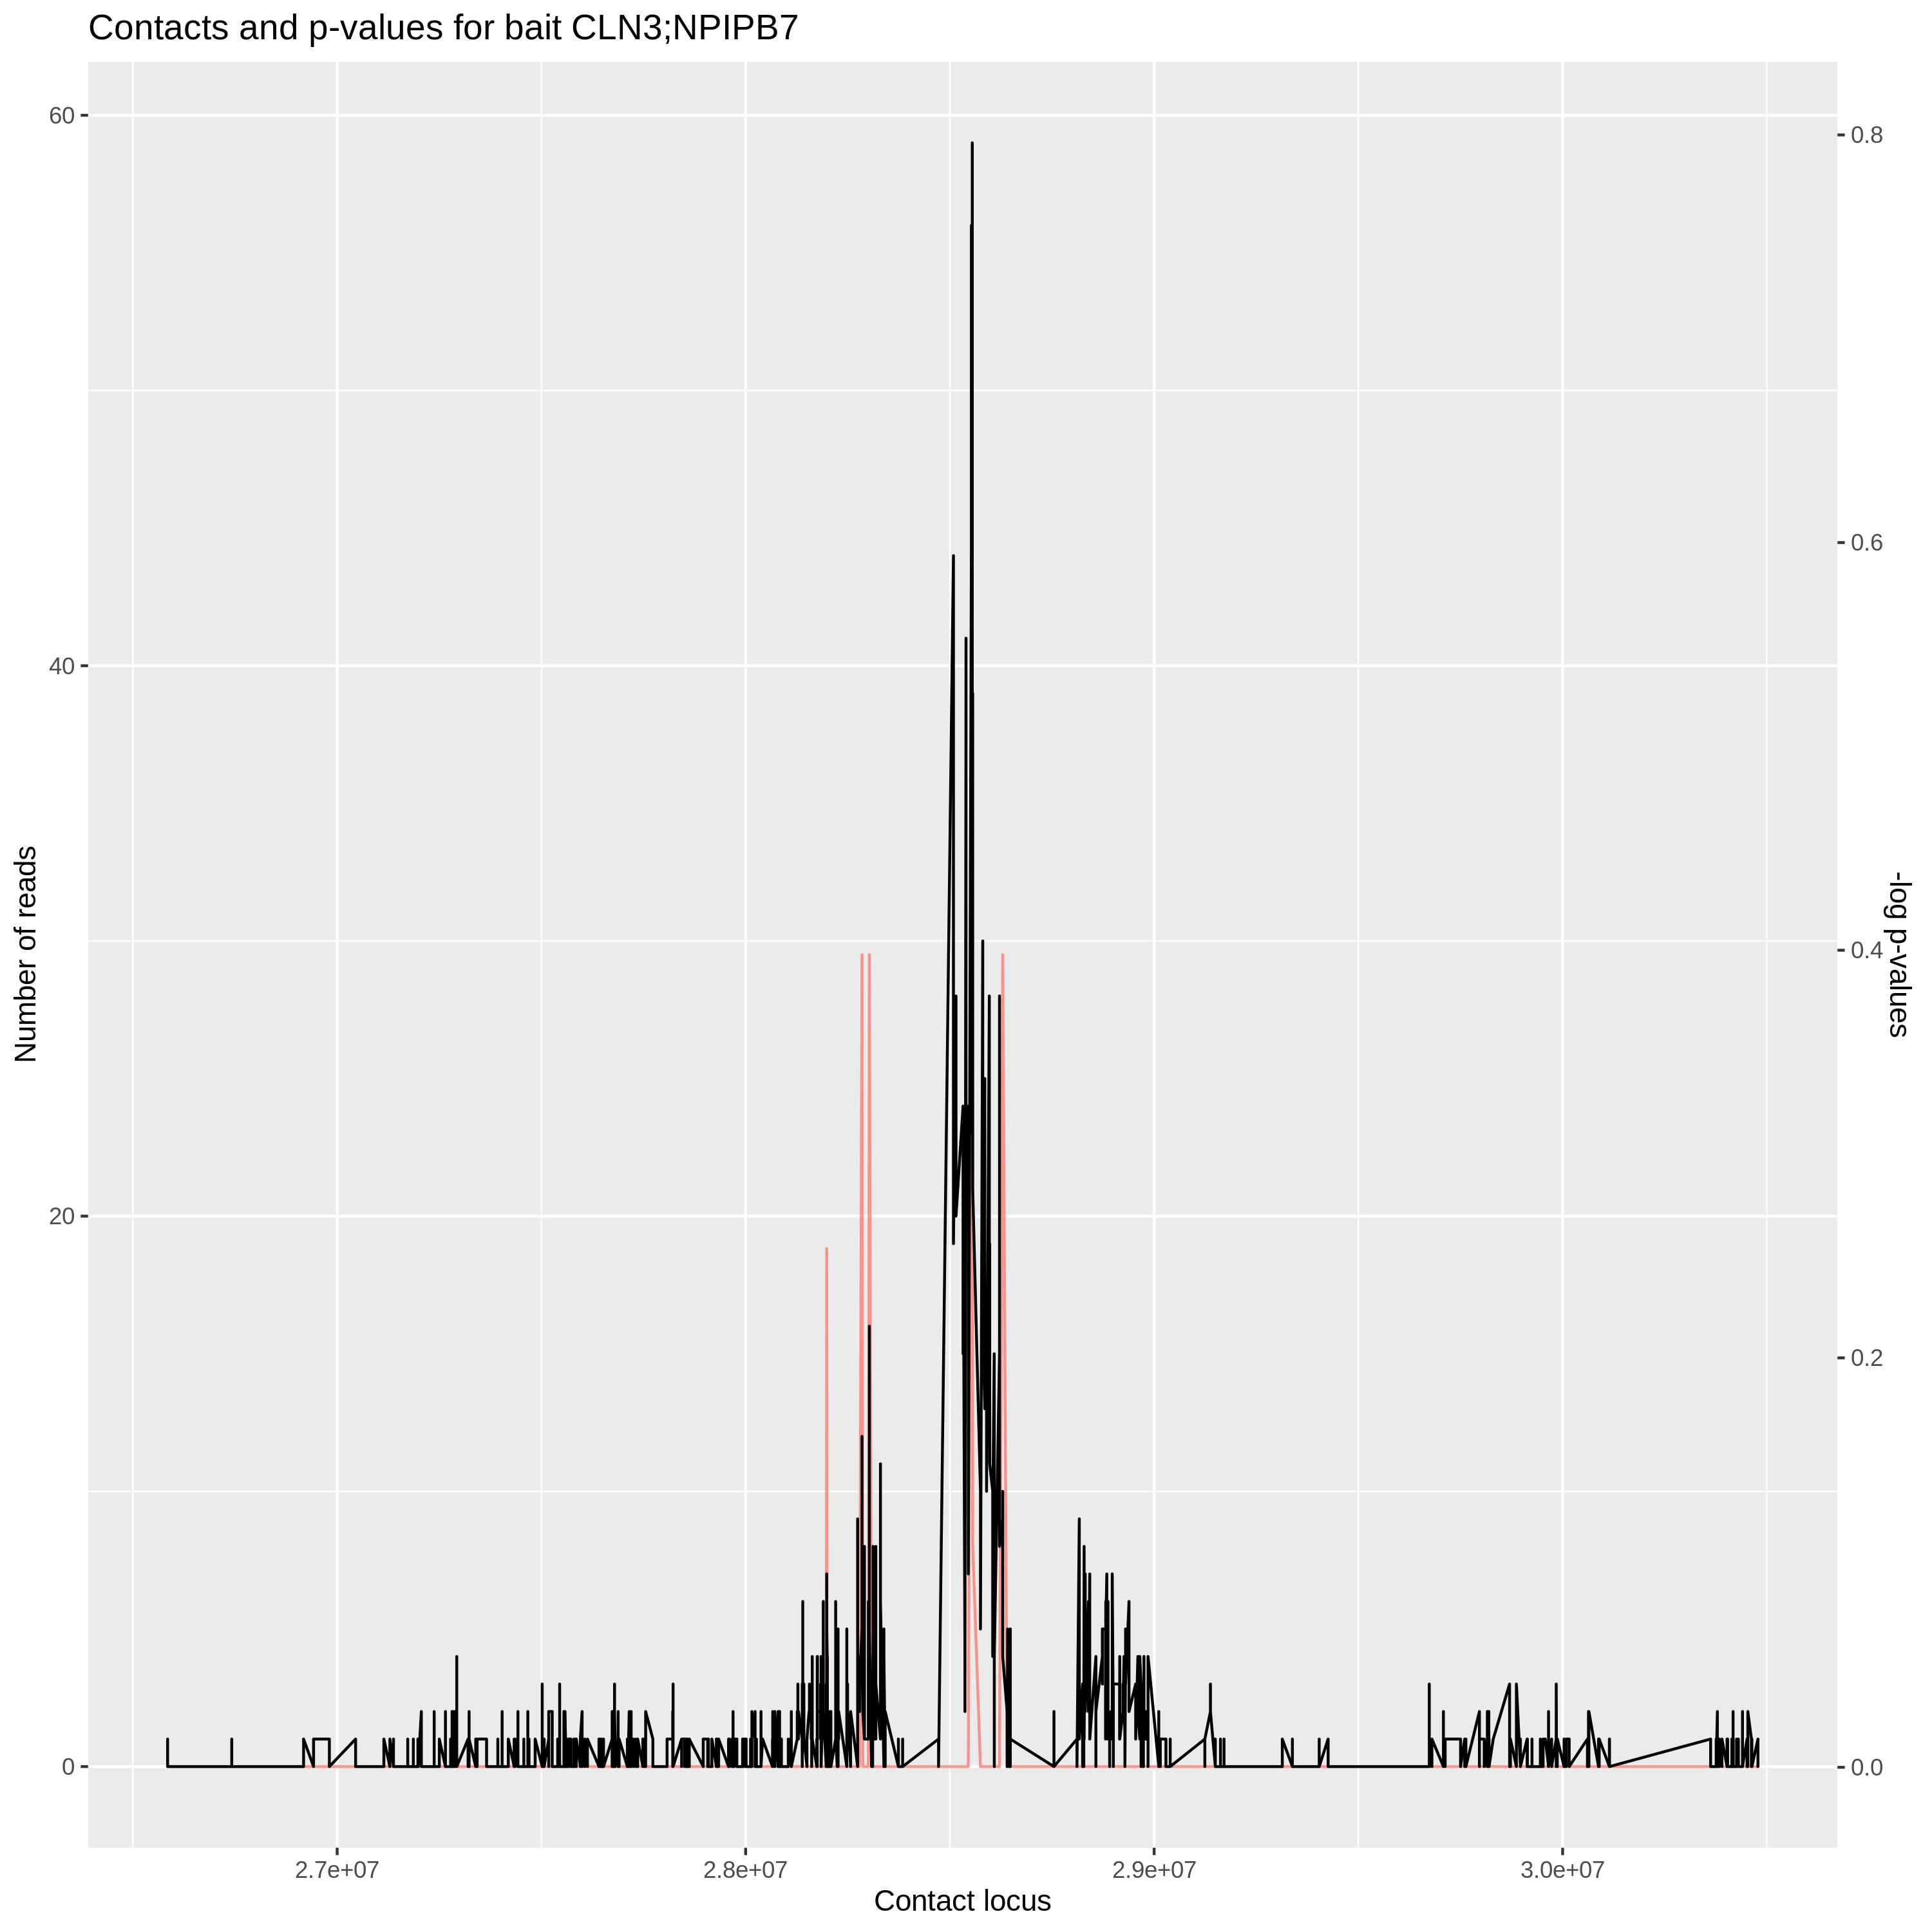 Contacts and p-values for bait CLN3;NPIPB7
60
40
20
0
Number of reads
0.8
0.6
0.4
0.2
0.0
-log p-values
2.7e+07
2.8e+07
2.9e+07
3.0e+07
Contact locus